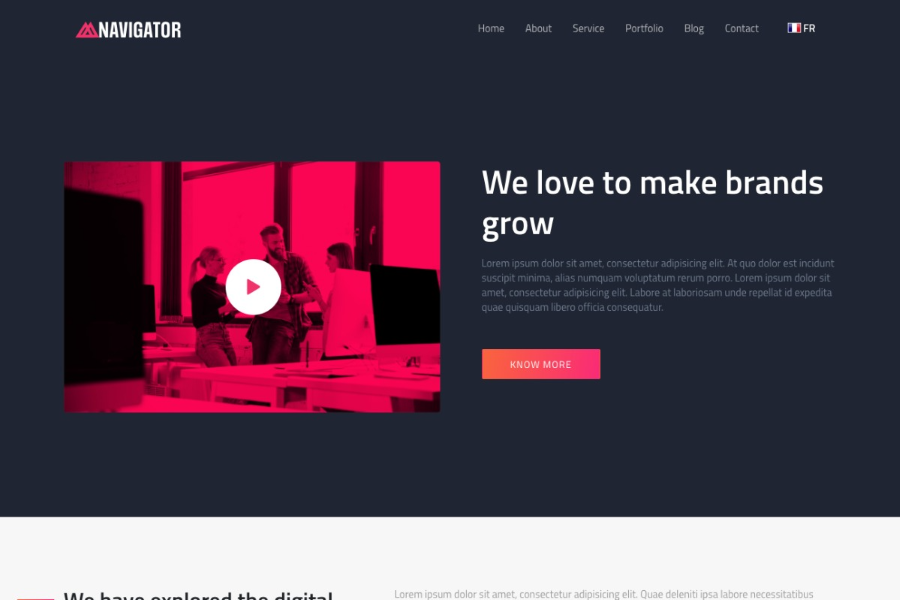 NAVIGATOR
Home About Service Portfolio Blog Contact FR
We love to make brands
grow
Lorem ipsum dolor sit amet, consectetur adipisicing elit. At quo dolor est incidunt
suscipit minima, alias numquam voluptatum rerum porro. Lorem ipsum dolor sit
amet, consectetur adipisicing elit. Labore at laboriosam unde repellat id expedita
quae quisquam libero officia consequatur.
KNOW MORE
We have explored the digital
Lorem ipsum dolor sit amet, consectetur adipisicing elit. Quae deleniti ipsa labore necessitatibus